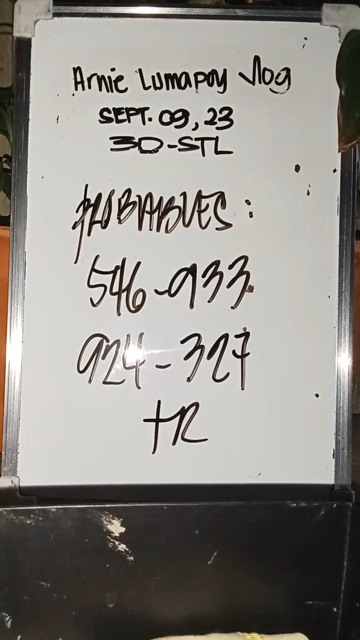 Arnie Lumapay Vlog
SEPT. 09, 23
3D-STL
PROBABLES:
546-933
924-327
+R